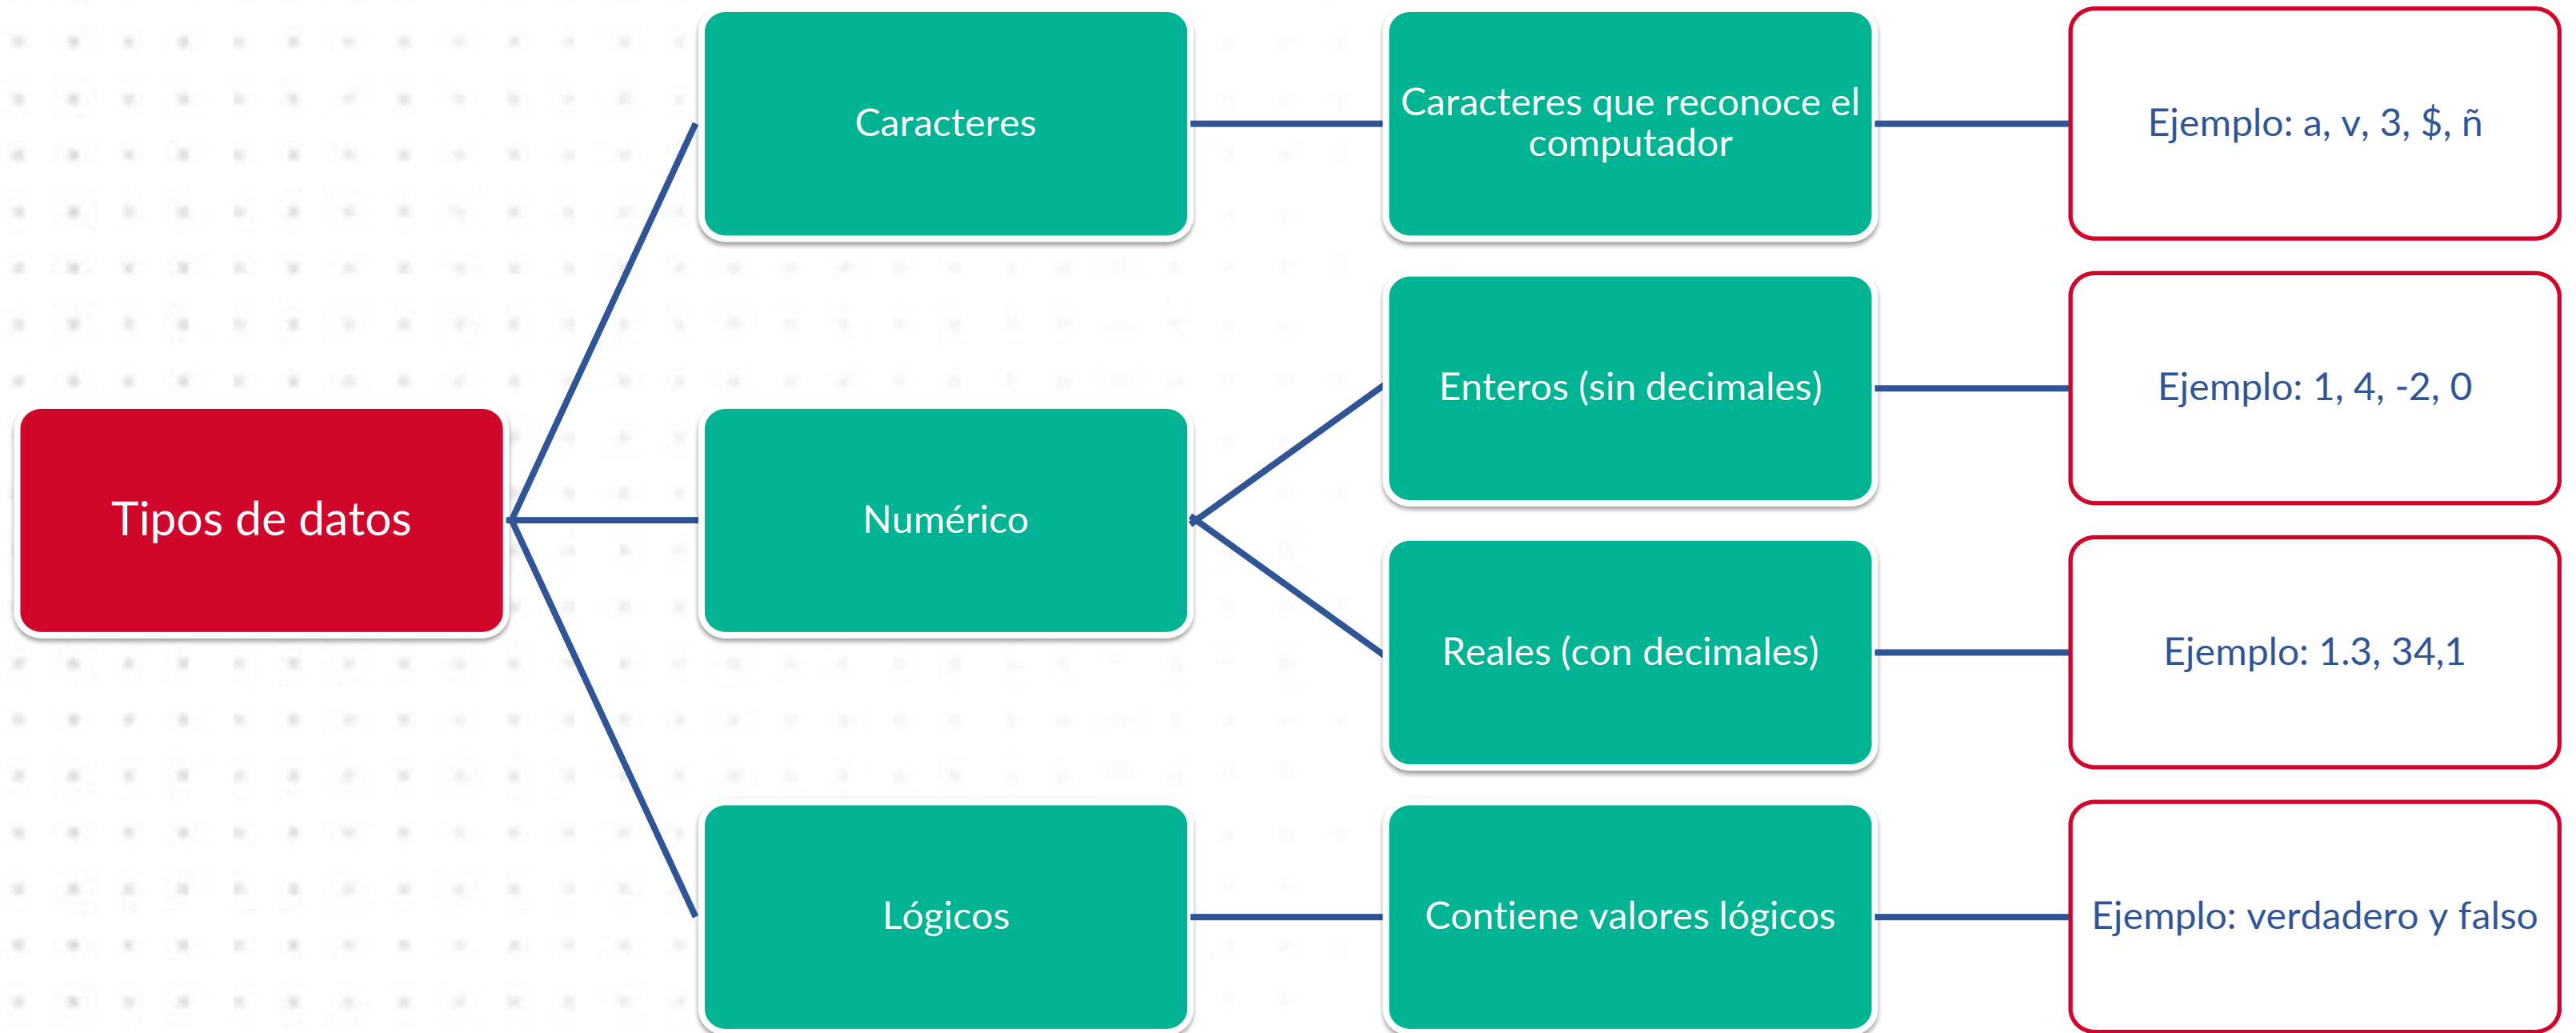 Tipos de datos
Caracteres
Caracteres que reconoce el
computador
Ejemplo: a, v, 3, $, ñ
Numérico
Enteros (sin decimales)
Ejemplo: 1, 4, -2, 0
Reales (con decimales)
Ejemplo: 1.3, 34,1
Lógicos
Contiene valores lógicos
Ejemplo: verdadero y falso